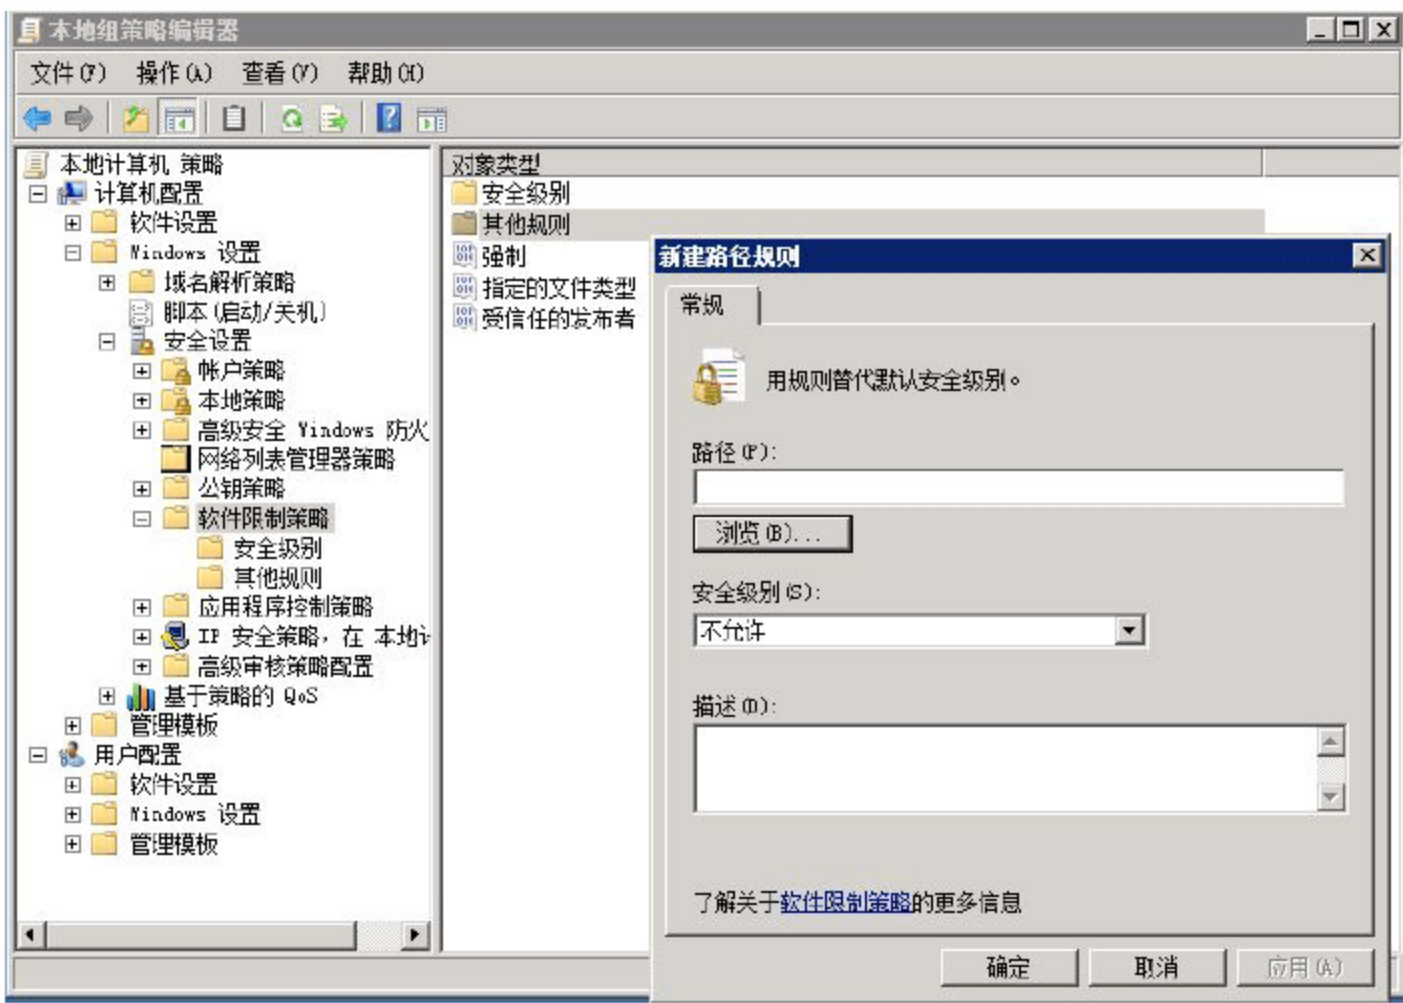 本地组策略编辑器
文件(F) 操作(A) 查看(V) 帮助(H)
本地计算机 策略
计算机配置
软件设置
Windows 设置
域名解析策略
脚本(启动/关机)
安全设置
帐户策略
本地策略
高级安全 Windows 防火
网络列表管理器策略
公钥策略
软件限制策略
安全级别
其他规则
应用程序控制策略
IP 安全策略，在 本地计
高级审核策略配置
基于策略的 QoS
管理模板
用户配置
软件设置
Windows 设置
管理模板
对象类型
安全级别
其他规则
强制
指定的文件类型
受信任的发布者
新建路径规则
常规
用规则替代默认安全级别。
路径(P):
浏览(B)...
安全级别(S):
不允许
描述(D):
了解关于软件限制策略的更多信息
确定 取消 应用(A)